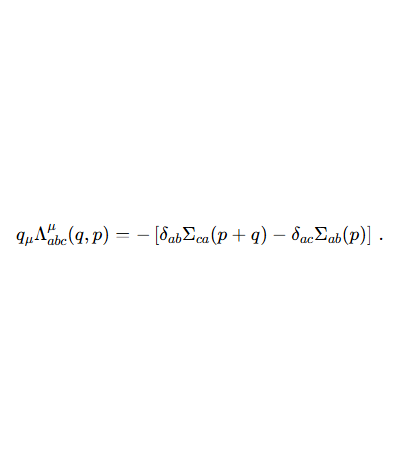 $q_\mu \Lambda^\mu_{abc}(q, p) = -\left[\delta_{ab}\Sigma_{ca}(p+q) - \delta_{ac}\Sigma_{ab}(p)\right] \, .$